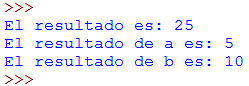 >>>
El resultado es: 25
El resultado de a es: 5
El resultado de b es: 10
>>>